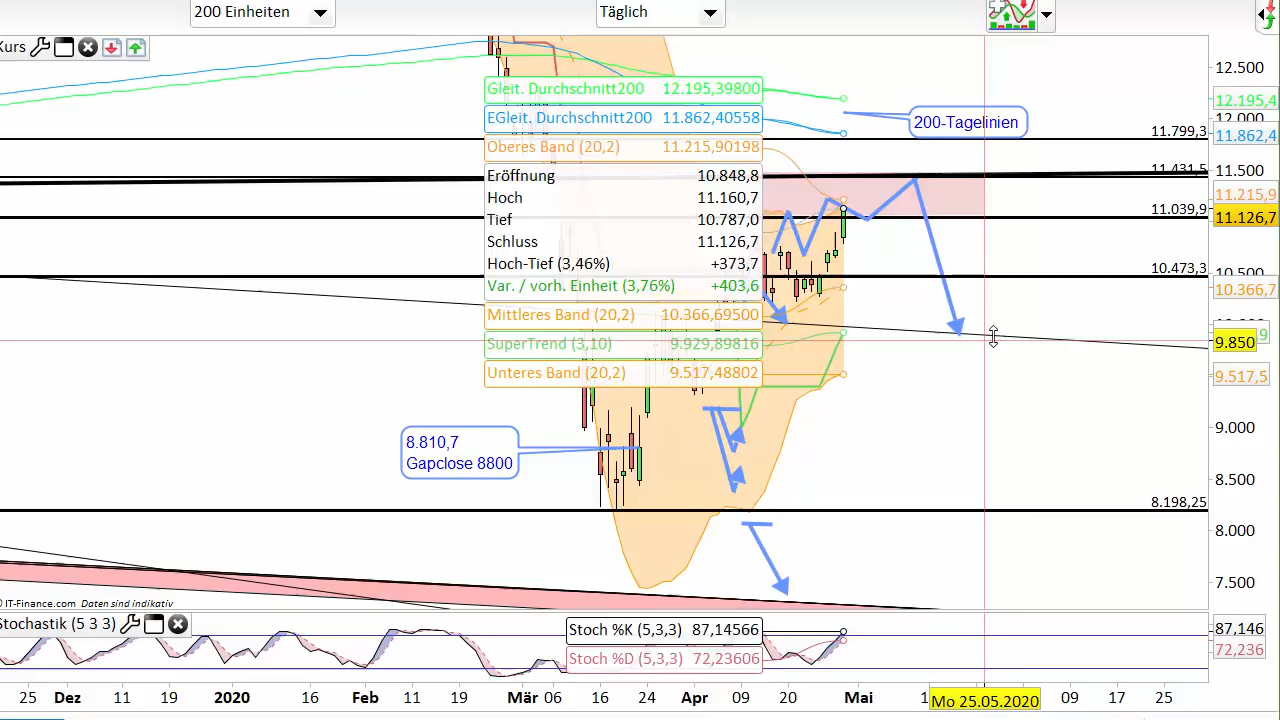 200 Einheiten
Täglich
Kurs
12.500
Gleit. Durchschnitt200 12.195,39800
12.195,4
EGleit. Durchschnitt200 11.862,40558
200-Tagelinien
12.000
11.799,3
11.862,4
Oberes Band (20,2) 11.215,90198
11.431,5
11.500
Eröffnung 10.848,8
Hoch 11.160,7
11.215,9
11.039,9
11.126,7
Tief 10.787,0
Schluss 11.126,7
Hoch-Tief (3,46%) +373,7
10.473,3
10.500
Var. / vorh. Einheit (3,76%) +403,6
10.366,7
Mittleres Band (20,2) 10.366,69500
SuperTrend (3,10) 9.929,89816
9.850
9
Unteres Band (20,2) 9.517,48802
9.517,5
9.000
8.810,7
Gapclose 8800
8.500
8.198,25
8.000
7.500
© IT-Finance.com Daten sind indikativ
Stochastik (5 3 3)
Stoch %K (5,3,3) 87,14566
87,146
Stoch %D (5,3,3) 72,23606
72,236
25 Dez 11 19 2020 16 Feb 11 19 Mär 06 16 24 Apr 09 20 Mai 1 Mo 25.05.2020 09 17 25